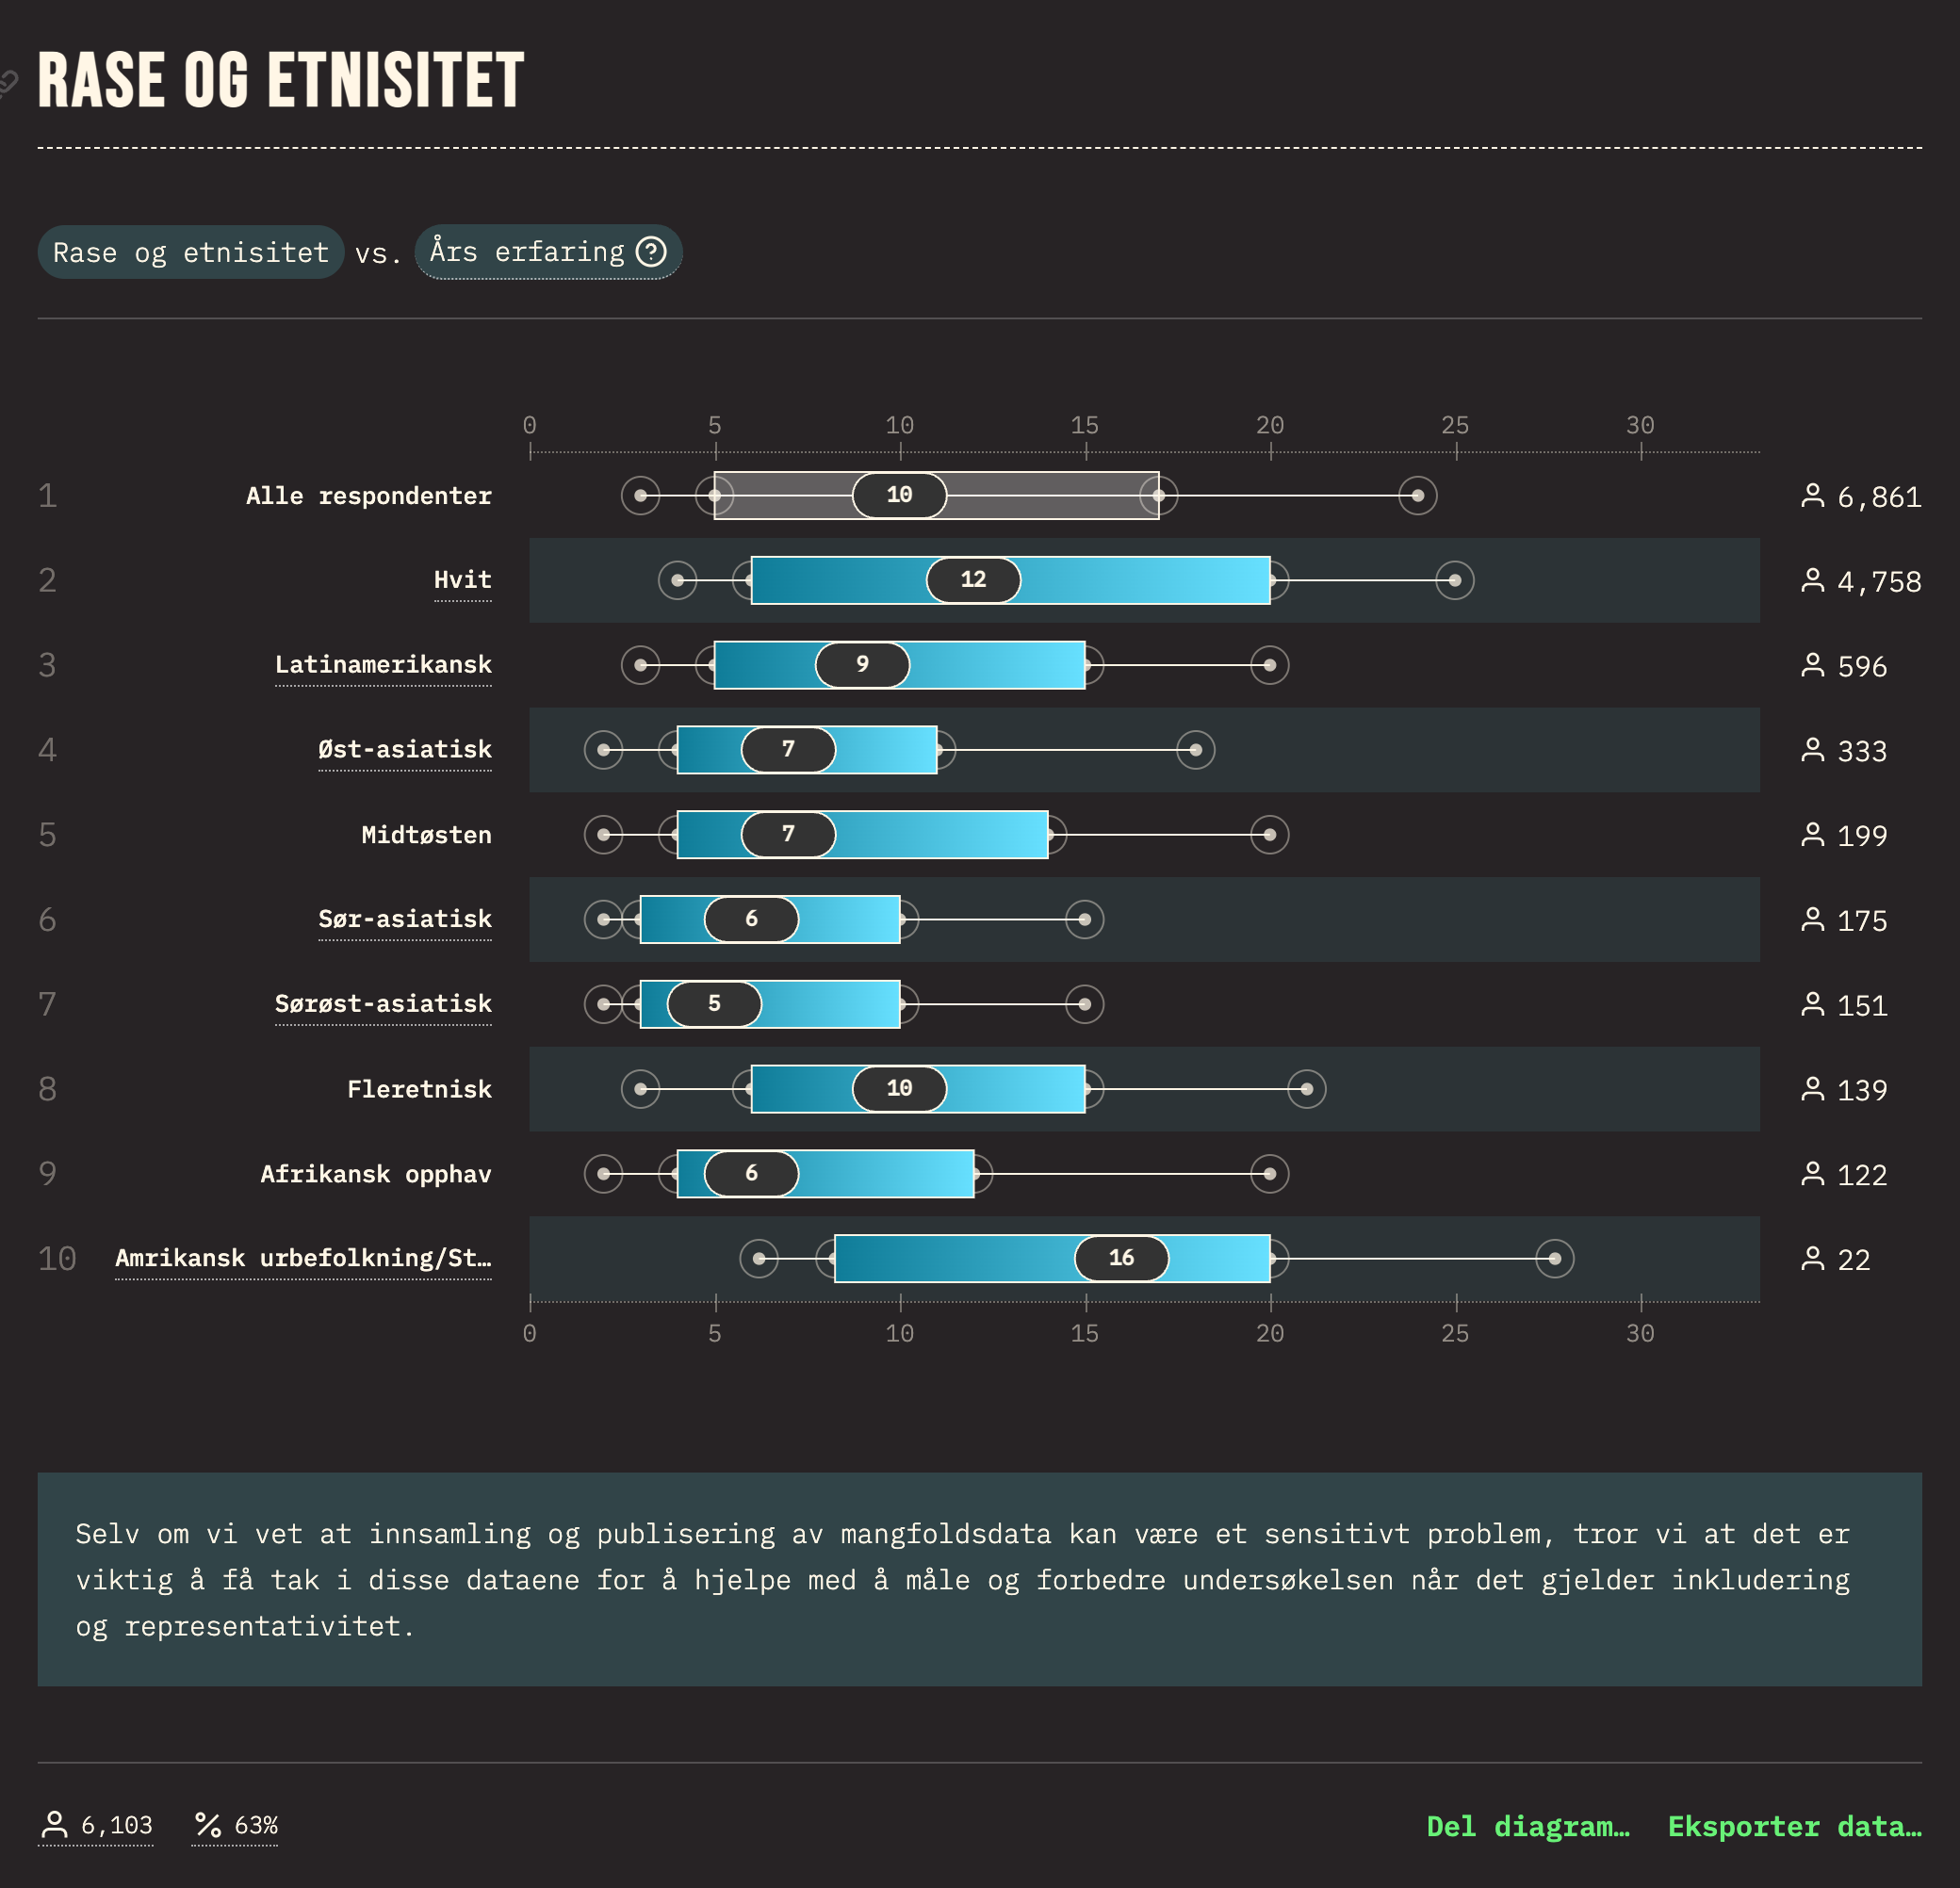 RASE OG ETNISITET
Rase og etnisitet vs. Års erfaring
0 5 10 15 20 25 30
1 Alle respondenter 10 6,861
2 Hvit 12 4,758
3 Latinamerikansk 9 596
4 Øst-asiatisk 7 333
5 Midtøsten 7 199
6 Sør-asiatisk 6 175
7 Sørøst-asiatisk 5 151
8 Fleretnisk 10 139
9 Afrikansk opphav 6 122
10 Amrikansk urbefolkning/St… 16 22
0 5 10 15 20 25 30
Selv om vi vet at innsamling og publisering av mangfoldsdata kan være et sensitivt problem, tror vi at det er
viktig å få tak i disse dataene for å hjelpe med å måle og forbedre undersøkelsen når det gjelder inkludering
og representativitet.
6,103 % 63% Del diagram… Eksporter data…